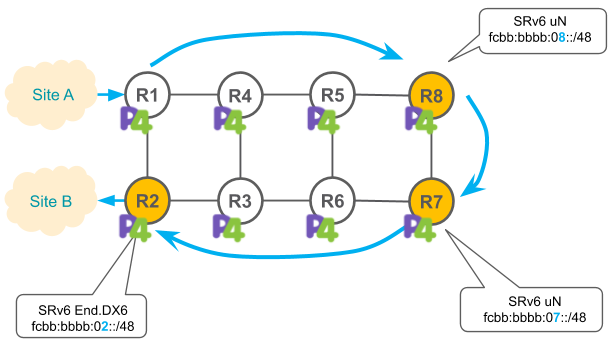 SRv6 uN
fcbb:bbbb:08::/48
Site A
R1
R4
R5
R8
P4
P4
P4
P4
Site B
R2
R3
R6
R7
P4
P4
P4
P4
SRv6 End.DX6
fcbb:bbbb:02::/48
SRv6 uN
fcbb:bbbb:07::/48